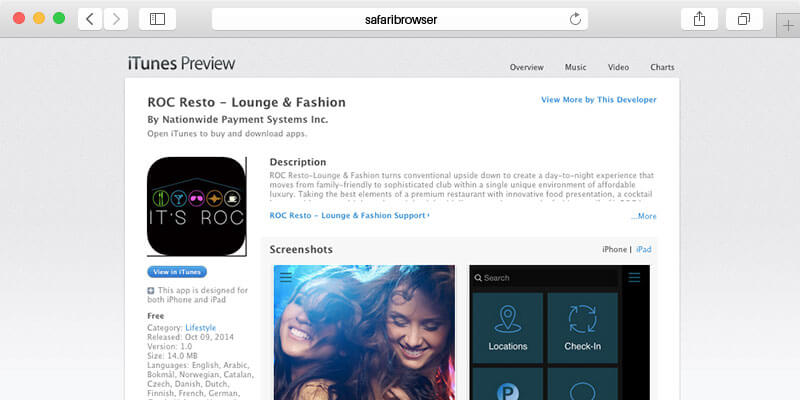 safaribrowser
iTunes Preview
Overview
Music
Video
Charts
ROC Resto - Lounge & Fashion
View More by This Developer
By Nationwide Payment Systems Inc.
Open iTunes to buy and download apps.
IT'S ROC
View in iTunes
This app is designed for
both iPhone and iPad
Free
Category: Lifestyle
Released: Oct 09, 2014
Version: 1.0
Size: 14.0 MB
Languages: English, Arabic,
Bokmål, Norwegian, Catalan,
Czech, Danish, Dutch,
Finnish, French, German,
Description
ROC Resto-Lounge & Fashion turns conventional upside down to create a day-to-night experience that
moves from family-friendly to sophisticated club within a single unique environment of affordable
luxury. Taking the best elements of a premium restaurant with innovative food presentation, a cocktail
ROC Resto - Lounge & Fashion Support
...More
Screenshots
iPhone | iPad
Search
Locations
Check-In
P